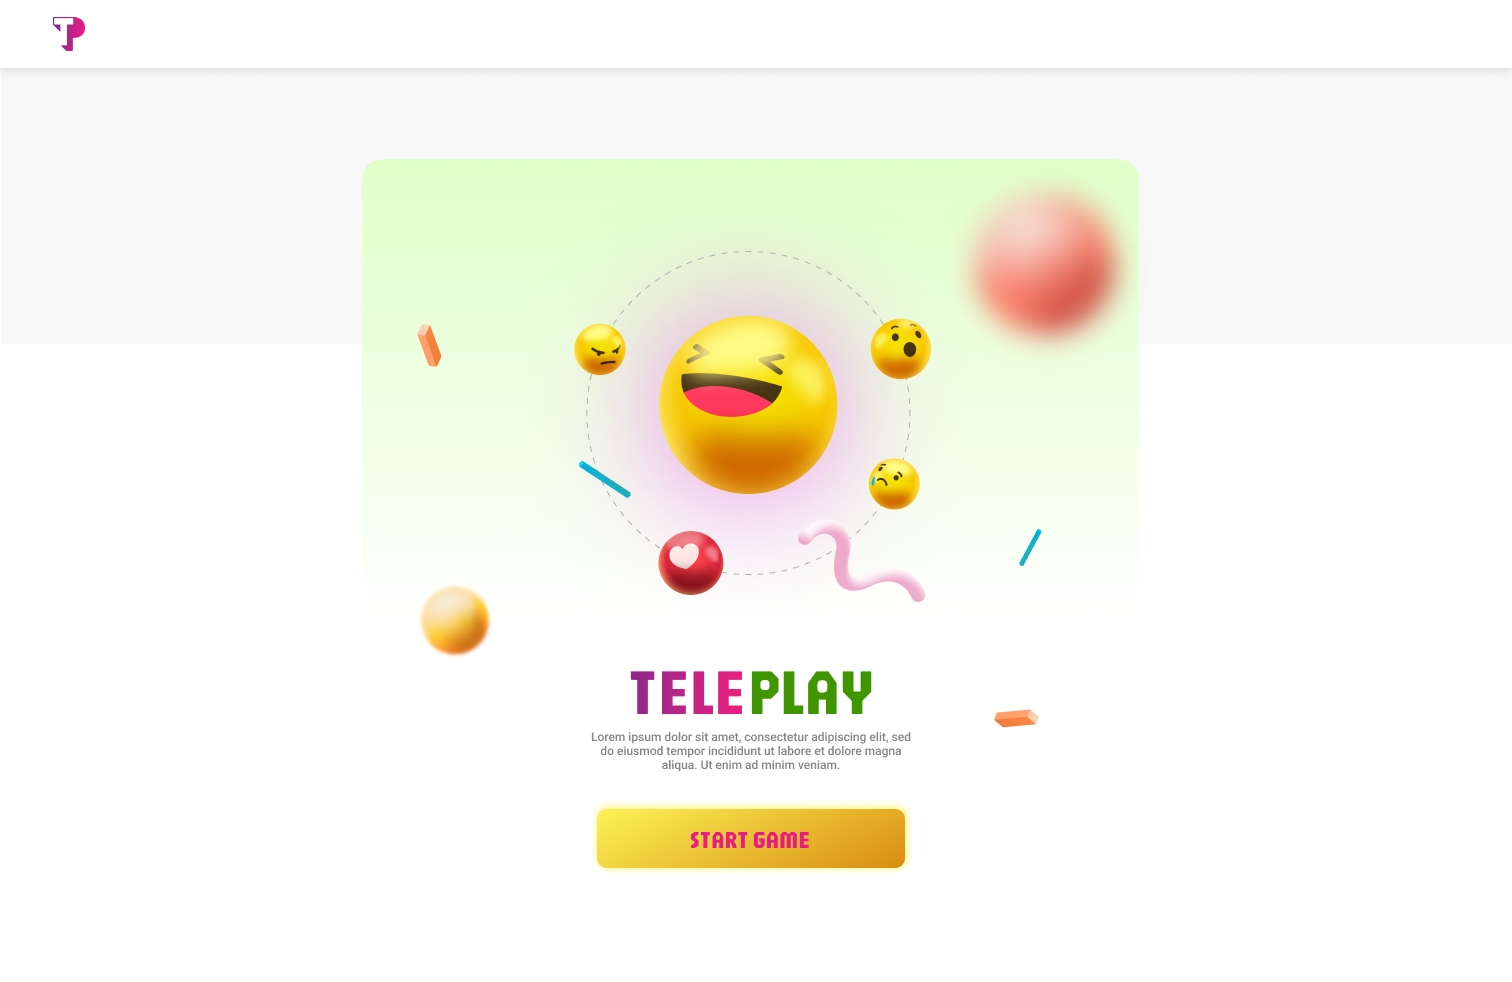 TP
TELEPLAY
Lorem ipsum dolor sit amet, consectetur adipiscing elit, sed
do eiusmod tempor incididunt ut labore et dolore magna
aliqua. Ut enim ad minim veniam.
START GAME